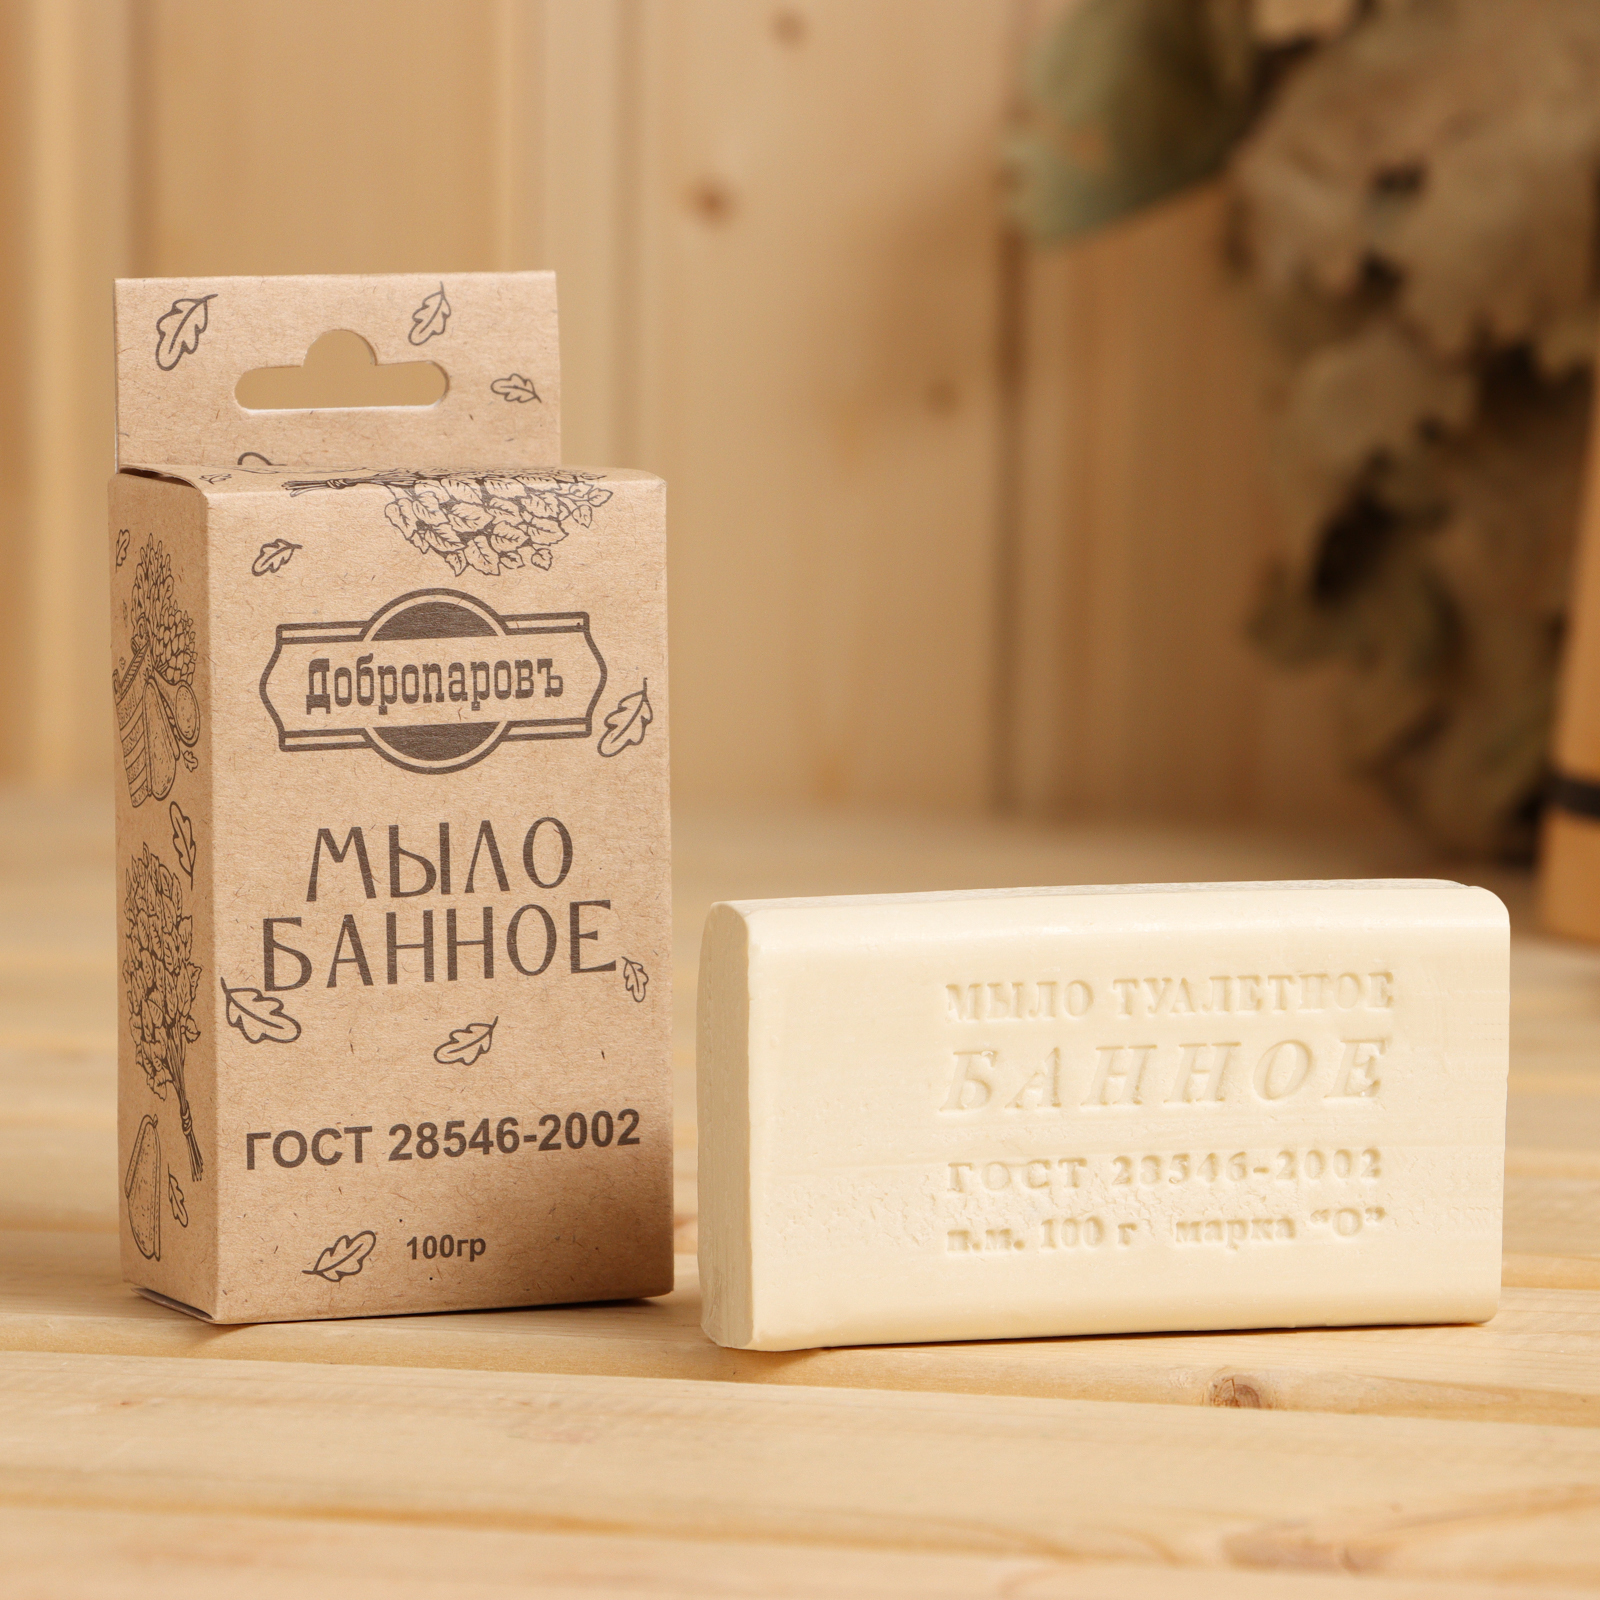 Добропаровъ
МЫЛО
БАННОЕ
ГОСТ 28546-2002
100гр
МЫЛО ТУАЛЕТНОЕ
БАННОЕ
ГОСТ 28546-2002
п.м. 100 г марка "О"